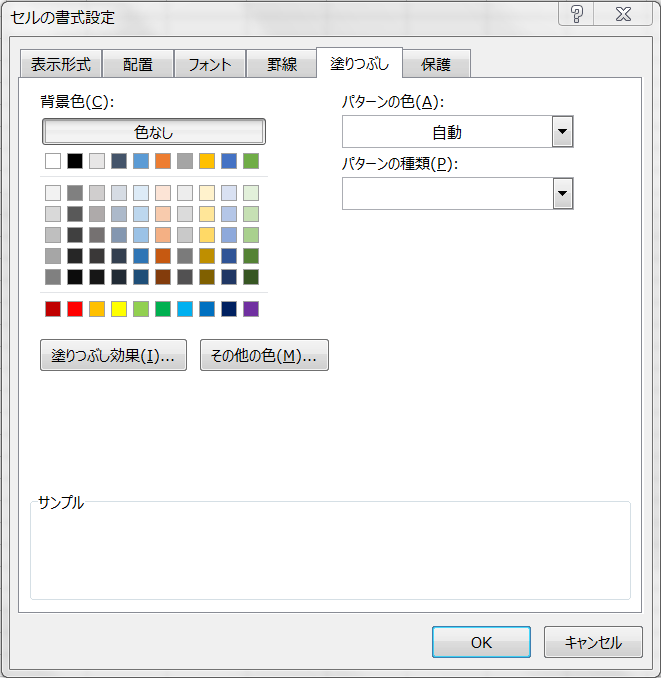 セルの書式設定
表示形式 配置 フォント 罫線 塗りつぶし 保護
背景色(C):
色なし
パターンの色(A):
自動
パターンの種類(P):
塗りつぶし効果(I)... その他の色(M)...
サンプル
OK キャンセル